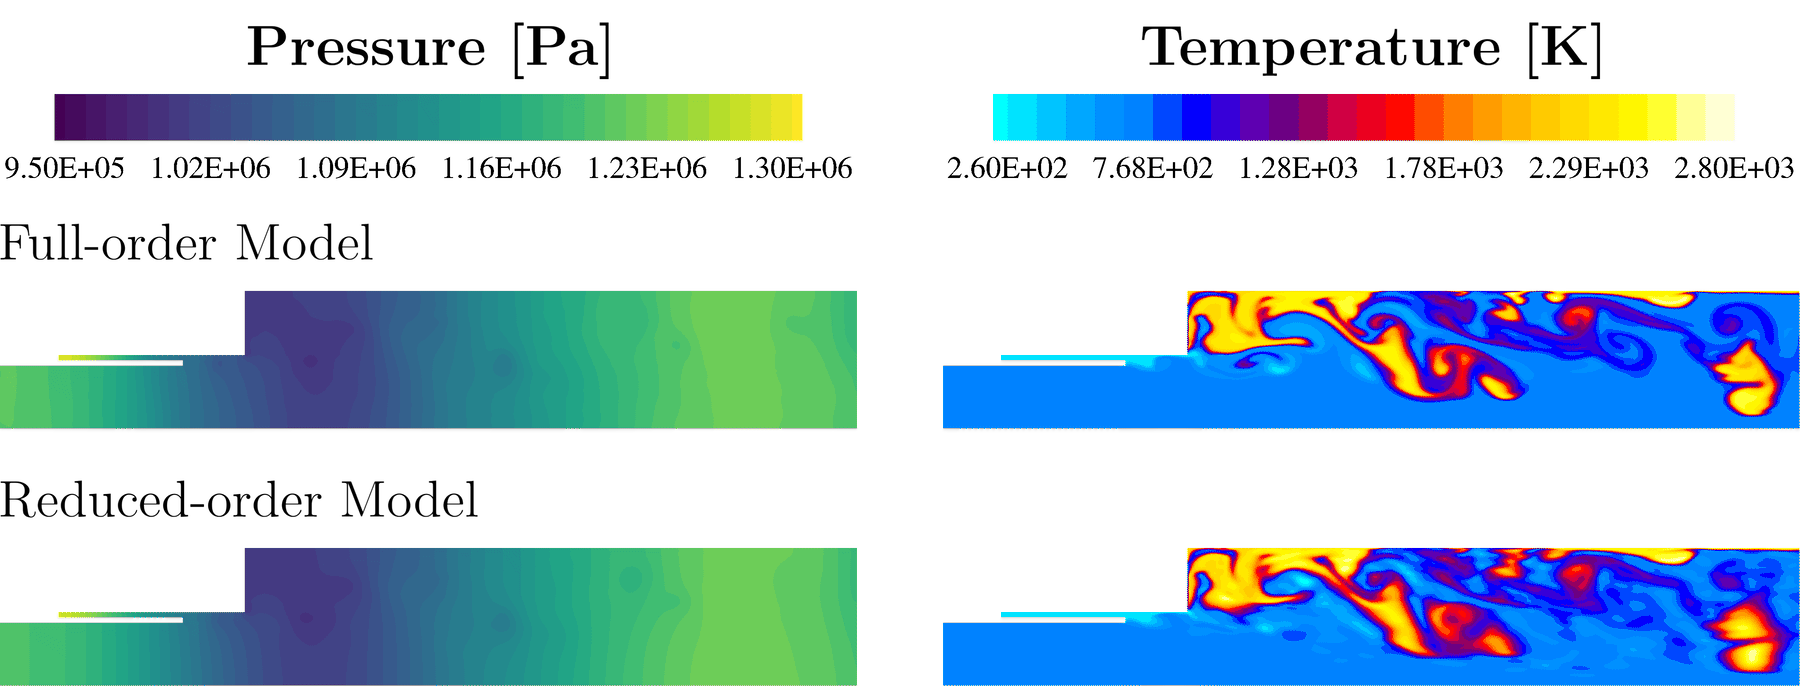 Pressure [Pa]
Temperature [K]
9.50E+05 1.02E+06 1.09E+06 1.16E+06 1.23E+06 1.30E+06
2.60E+02 7.68E+02 1.28E+03 1.78E+03 2.29E+03 2.80E+03
Full-order Model
Reduced-order Model